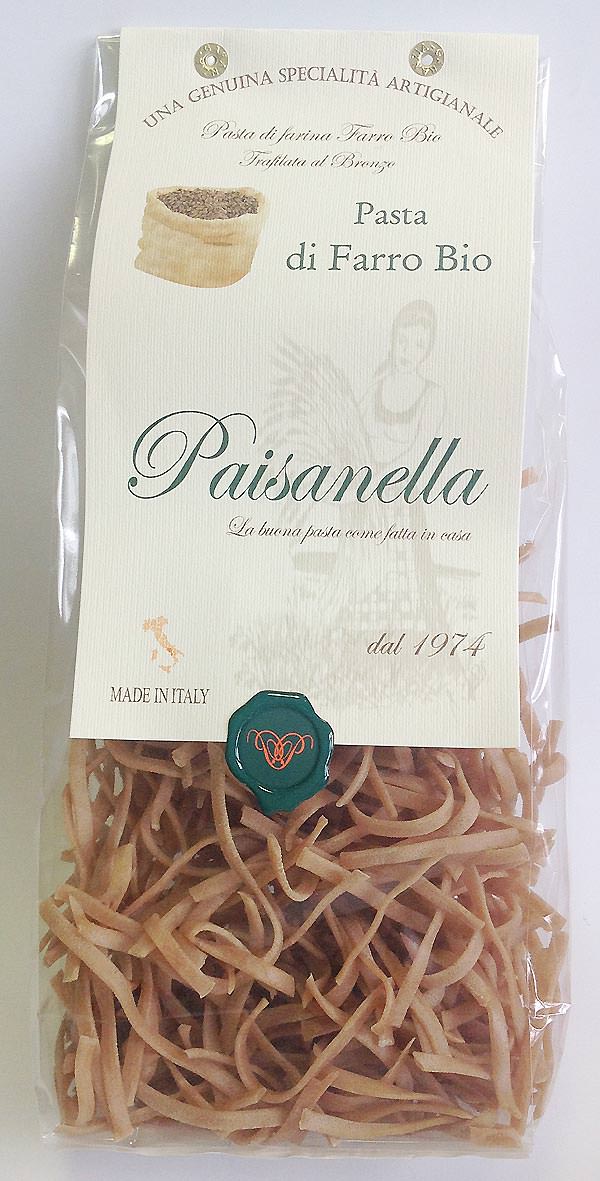 UNA GENUINA SPECIALITÀ ARTIGIANALE
Pasta di farina Farro Bio
Trafilata al Bronzo
Pasta
di Farro Bio
Paisanella
La buona pasta come fatta in casa
dal 1974
MADE IN ITALY